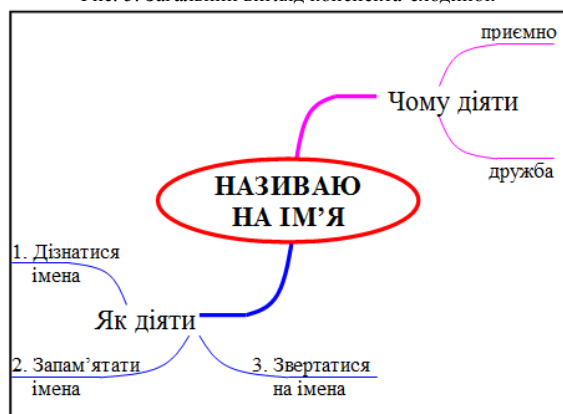 приємно
Чому діяти
дружба
НАЗИВАЮ
НА ІМ’Я
1. Дізнатися
імена
Як діяти
2. Запам’ятати
імена
3. Звертатися
на імена